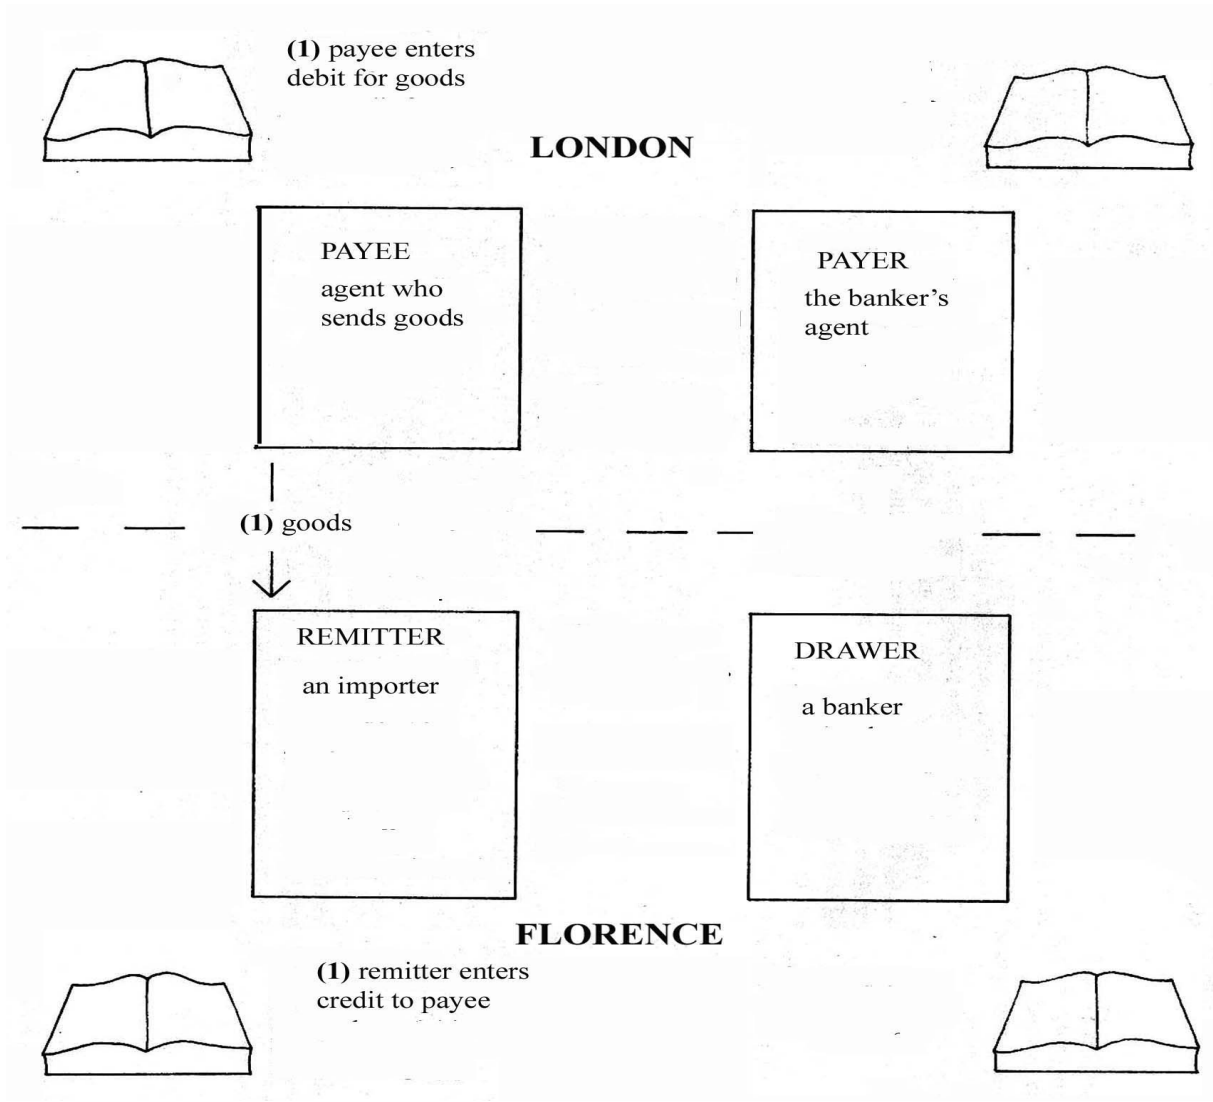 (1) payee enters
debit for goods
LONDON
PAYEE
agent who
sends goods
PAYER
the banker’s
agent
(1) goods
REMITTER
an importer
DRAWER
a banker
FLORENCE
(1) remitter enters
credit to payee